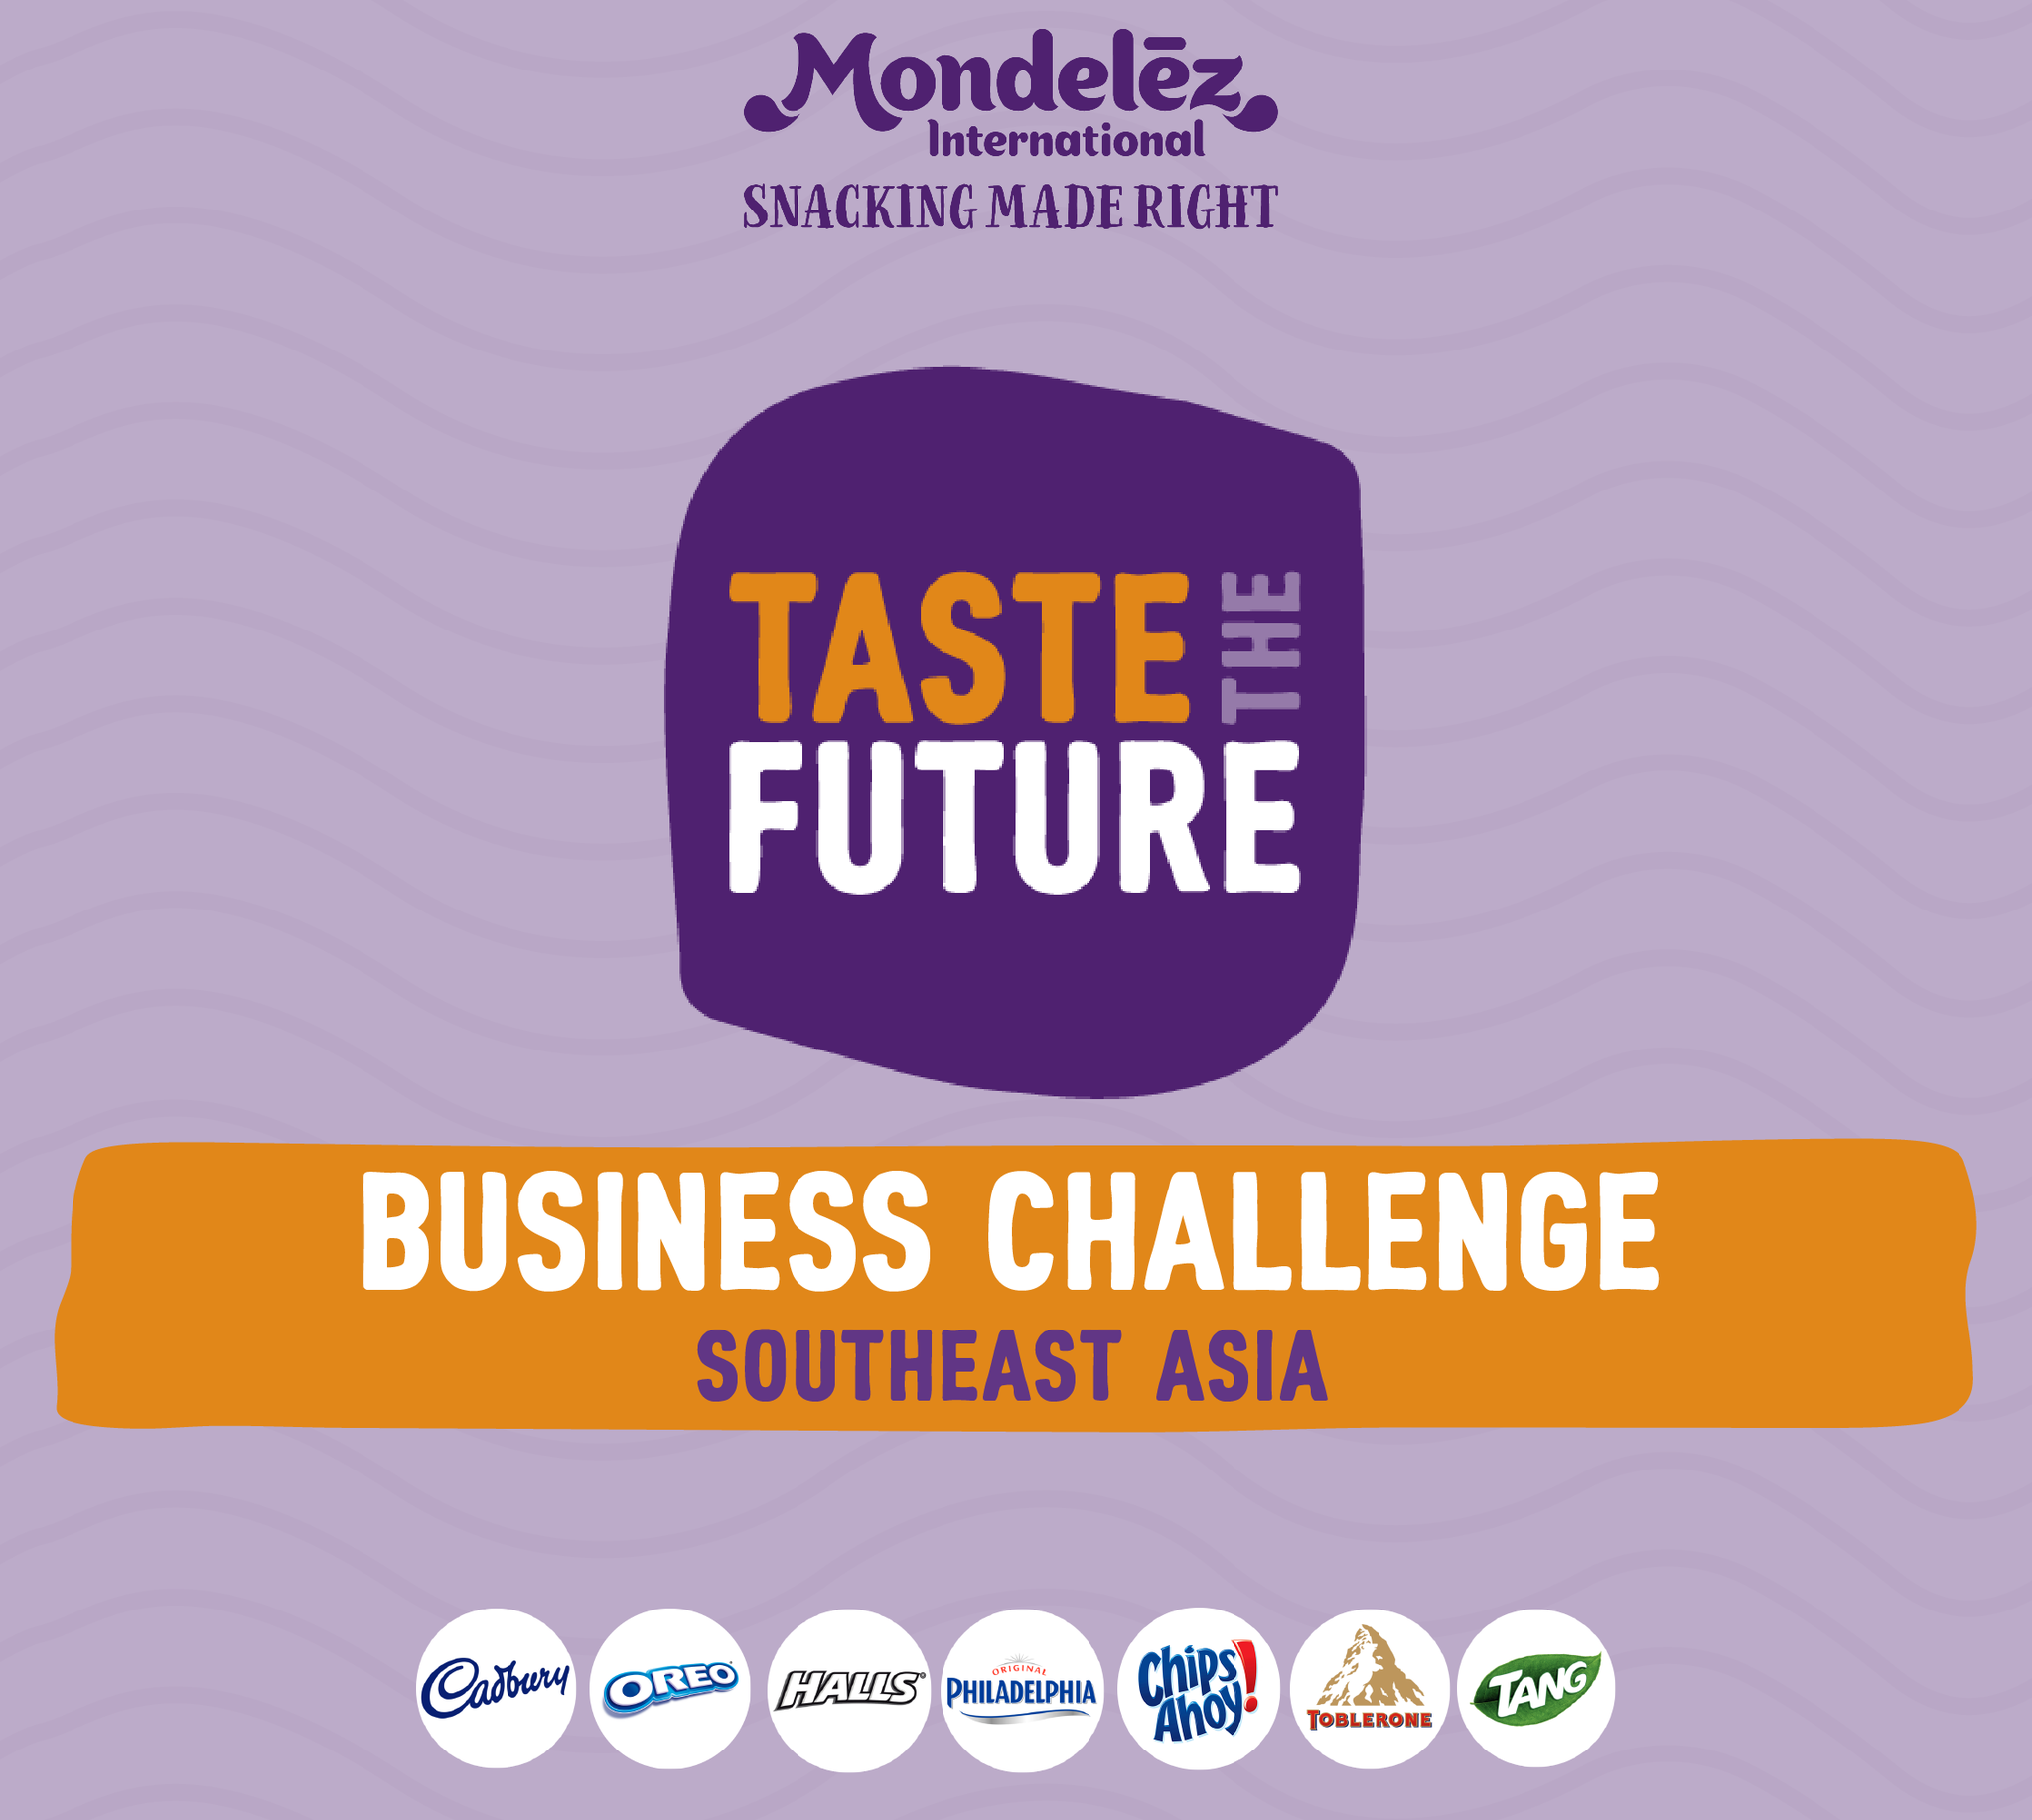 Mondelēz
International
SNACKING MADE RIGHT
TASTE THE
FUTURE
BUSINESS CHALLENGE
SOUTHEAST ASIA
Cadbury
OREO
HALLS
ORIGINAL
PHILADELPHIA
Chips
Ahoy!
TOBLERONE
TANG